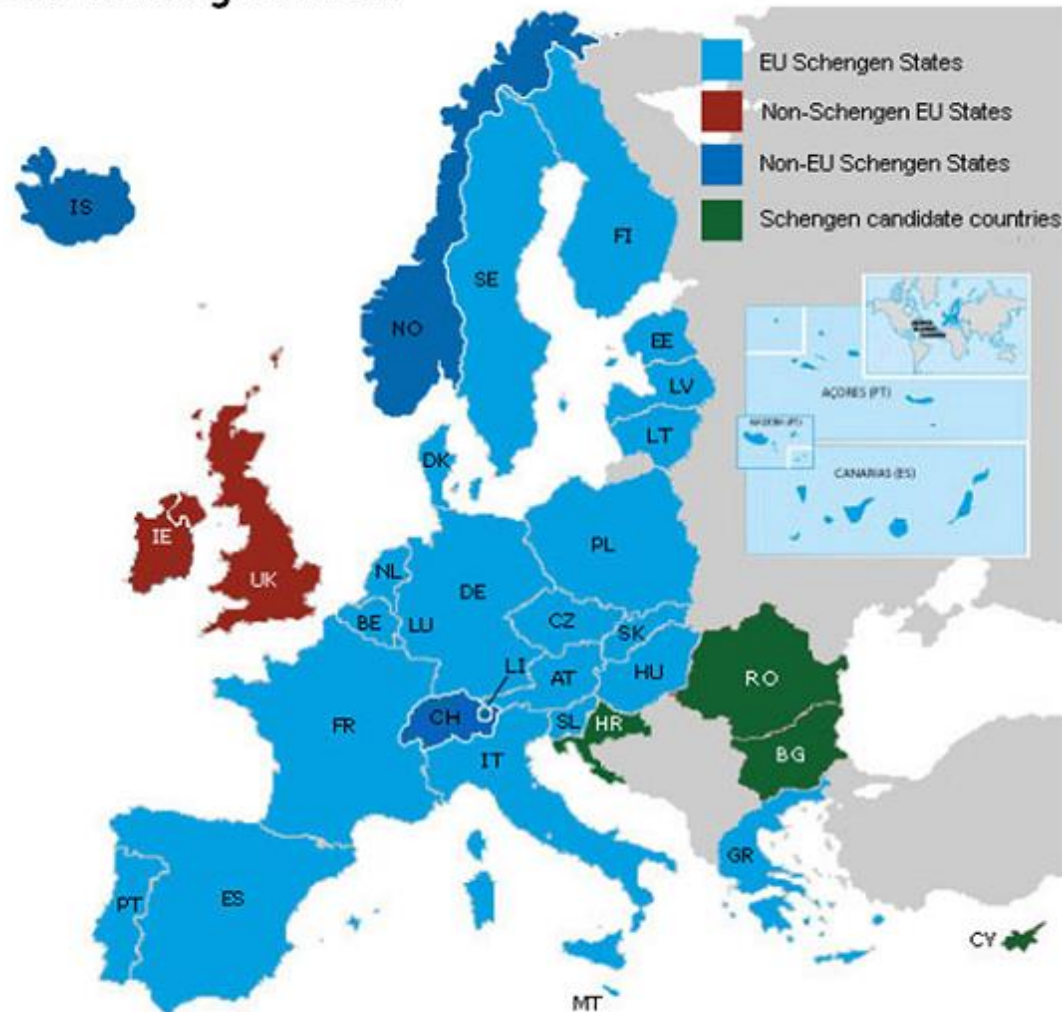 EU Schengen States
Non-Schengen EU States
Non-EU Schengen States
Schengen candidate countries
IS
FI
SE
NO
EE
LV
LT
DK
AÇORES (PT)
MADEIRA (PT)
CANARIAS (ES)
IE
UK
NL
DE
PL
BE
LU
CZ
SK
LI
AT
HU
RO
FR
CH
SL
HR
IT
BG
PT
ES
GR
CY
MT